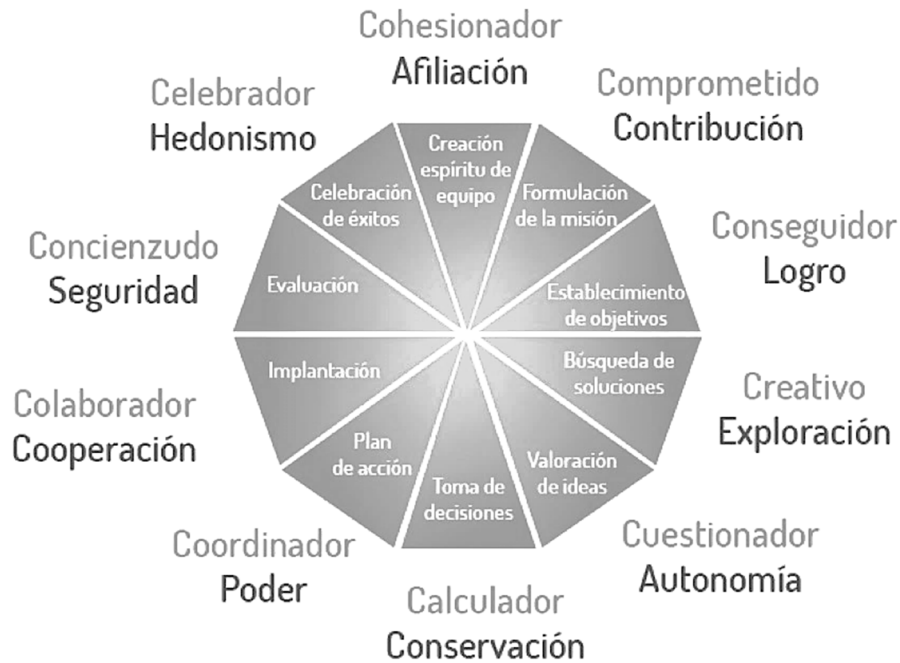 Cohesionador
Afiliación
Comprometido
Contribución
Conseguidor
Logro
Creativo
Exploración
Cuestionador
Autonomía
Calculador
Conservación
Coordinador
Poder
Colaborador
Cooperación
Concienzudo
Seguridad
Celebrador
Hedonismo
Creación
espíritu de
equipo
Formulación
de la misión
Establecimiento
de objetivos
Búsqueda de
soluciones
Valoración
de ideas
Toma de
decisiones
Plan
de acción
Implantación
Evaluación
Celebración
de éxitos